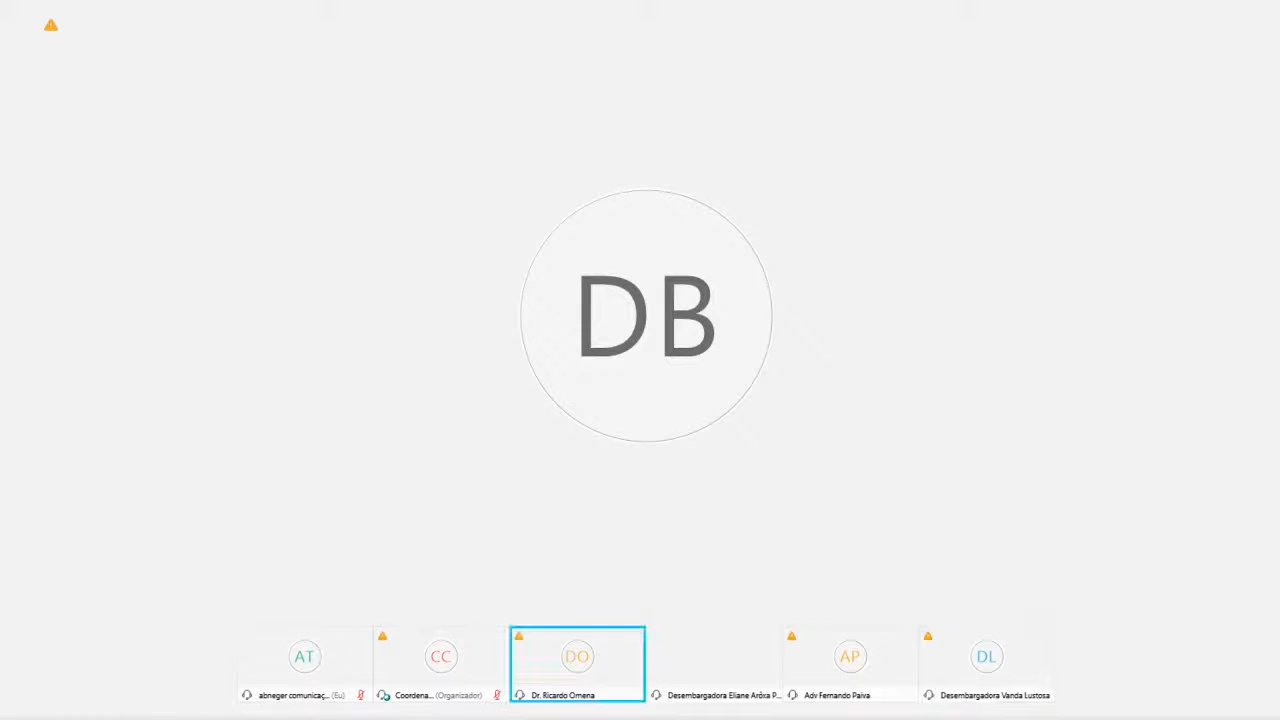 DB
AT
CC
DO
AP
DL
abneger comunicaç... (Eu)
Coordena... (Organizador)
Dr. Ricardo Omena
Desembargadora Eliane Arôxa P...
Adv Fernando Paiva
Desembargadora Vanda Lustosa